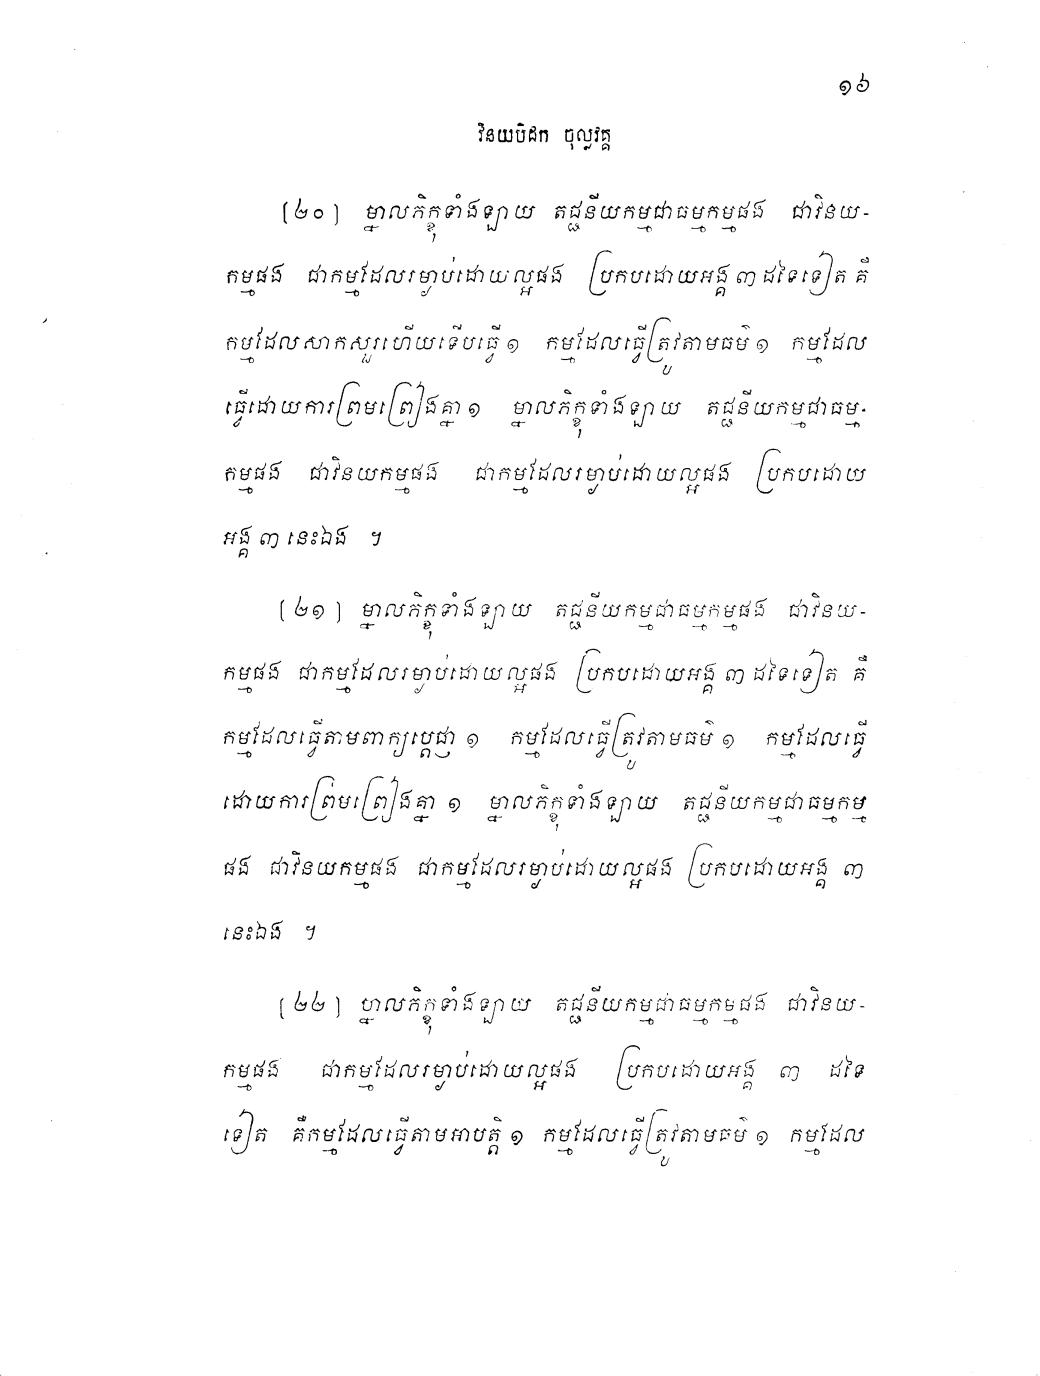 ១៦
វិនយបិដក ចុល្លវគ្គ
(២០) ម្នាលភិក្ខុទាំងឡាយ តជ្ជនីយកម្មជាធម្មកម្មផង ជាវិនយ-
កម្មផង ជាកម្មដែលរម្ងាប់ដោយល្អផង ប្រកបដោយអង្គ ៣ ដទៃទៀត គឺ
កម្មដែលសាកសួរហើយទើបធ្វើ ១ កម្មដែលធ្វើត្រូវតាមធម៌ ១ កម្មដែល
ធ្វើដោយការព្រមព្រៀងគ្នា ១ ម្នាលភិក្ខុទាំងឡាយ តជ្ជនីយកម្មជាធម្ម-
កម្មផង ជាវិនយកម្មផង ជាកម្មដែលរម្ងាប់ដោយល្អផង ប្រកបដោយ
អង្គ ៣ នេះឯង ។
(២១) ម្នាលភិក្ខុទាំងឡាយ តជ្ជនីយកម្មជាធម្មកម្មផង ជាវិនយ-
កម្មផង ជាកម្មដែលរម្ងាប់ដោយល្អផង ប្រកបដោយអង្គ ៣ ដទៃទៀត គឺ
កម្មដែលធ្វើតាមពាក្យប្តេជ្ញា ១ កម្មដែលធ្វើត្រូវតាមធម៌ ១ កម្មដែលធ្វើ
ដោយការព្រមព្រៀងគ្នា ១ ម្នាលភិក្ខុទាំងឡាយ តជ្ជនីយកម្មជាធម្មកម្ម
ផង ជាវិនយកម្មផង ជាកម្មដែលរម្ងាប់ដោយល្អផង ប្រកបដោយអង្គ ៣
នេះឯង ។
(២២) ម្នាលភិក្ខុទាំងឡាយ តជ្ជនីយកម្មជាធម្មកម្មផង ជាវិនយ-
កម្មផង ជាកម្មដែលរម្ងាប់ដោយល្អផង ប្រកបដោយអង្គ ៣ ដទៃ
ទៀត គឺកម្មដែលធ្វើតាមអាបត្តិ ១ កម្មដែលធ្វើត្រូវតាមធម៌ ១ កម្មដែល